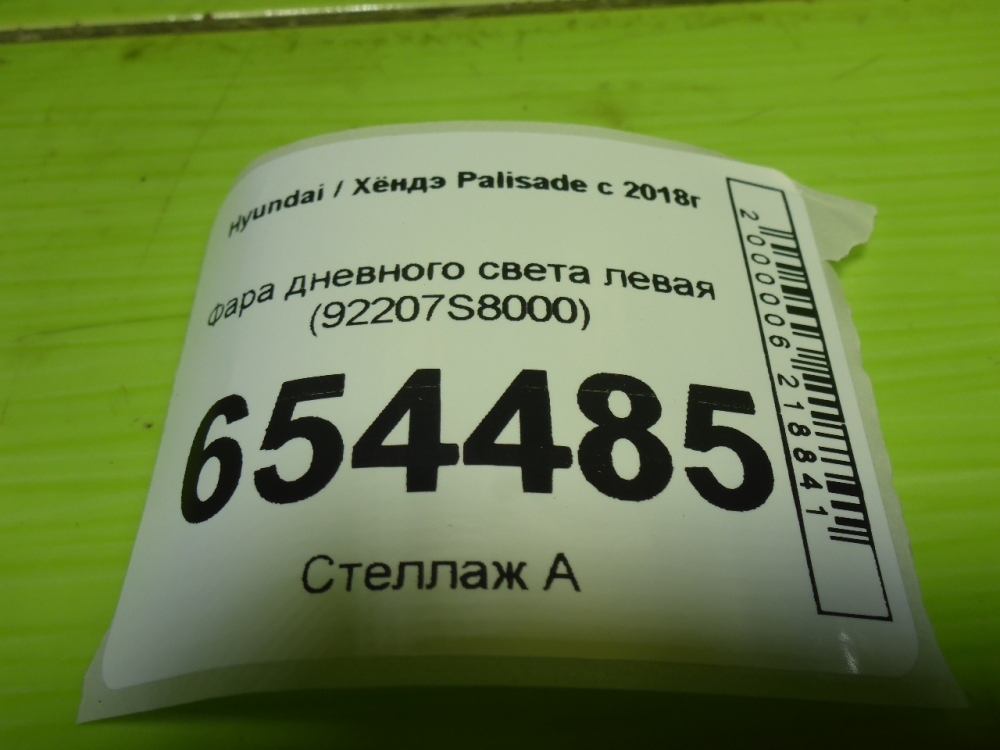 Hyundai / Хёндэ Palisade с 2018г
Фара дневного света левая
(92207S8000)
654485
Стеллаж А
2000006218841